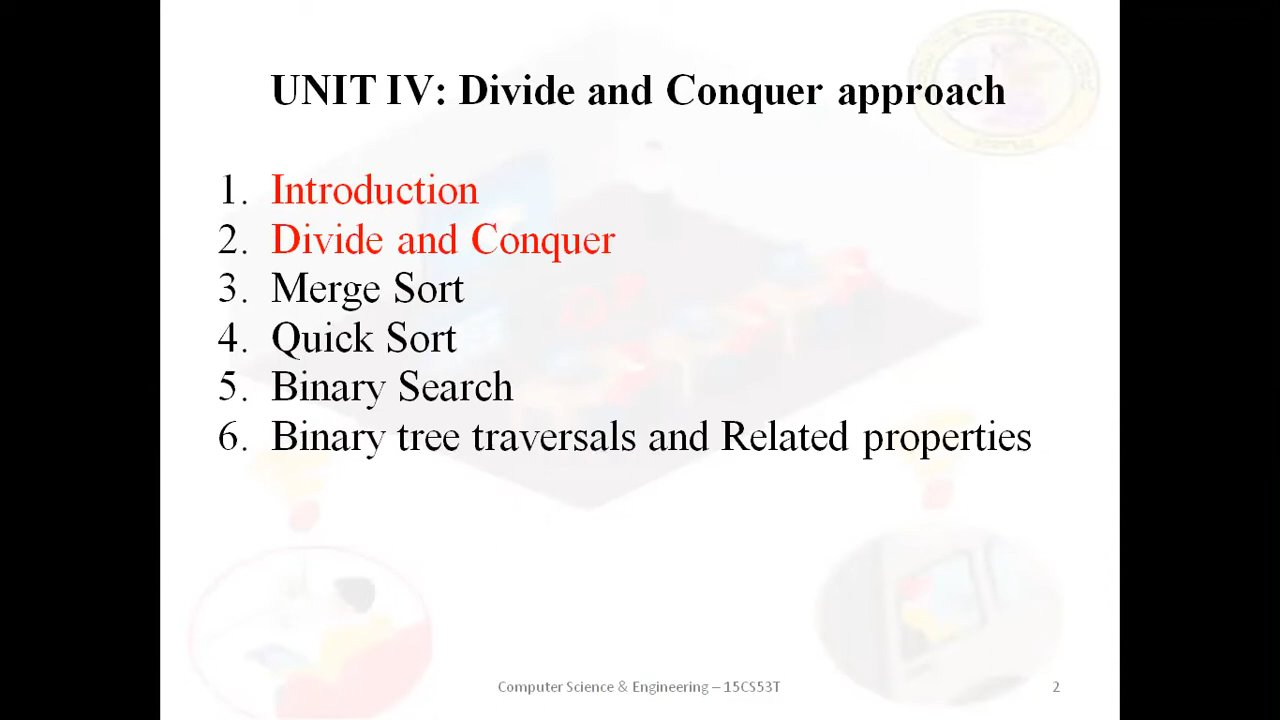 UNIT IV: Divide and Conquer approach
1. Introduction
2. Divide and Conquer
3. Merge Sort
4. Quick Sort
5. Binary Search
6. Binary tree traversals and Related properties
Computer Science & Engineering – 15CS53T
2